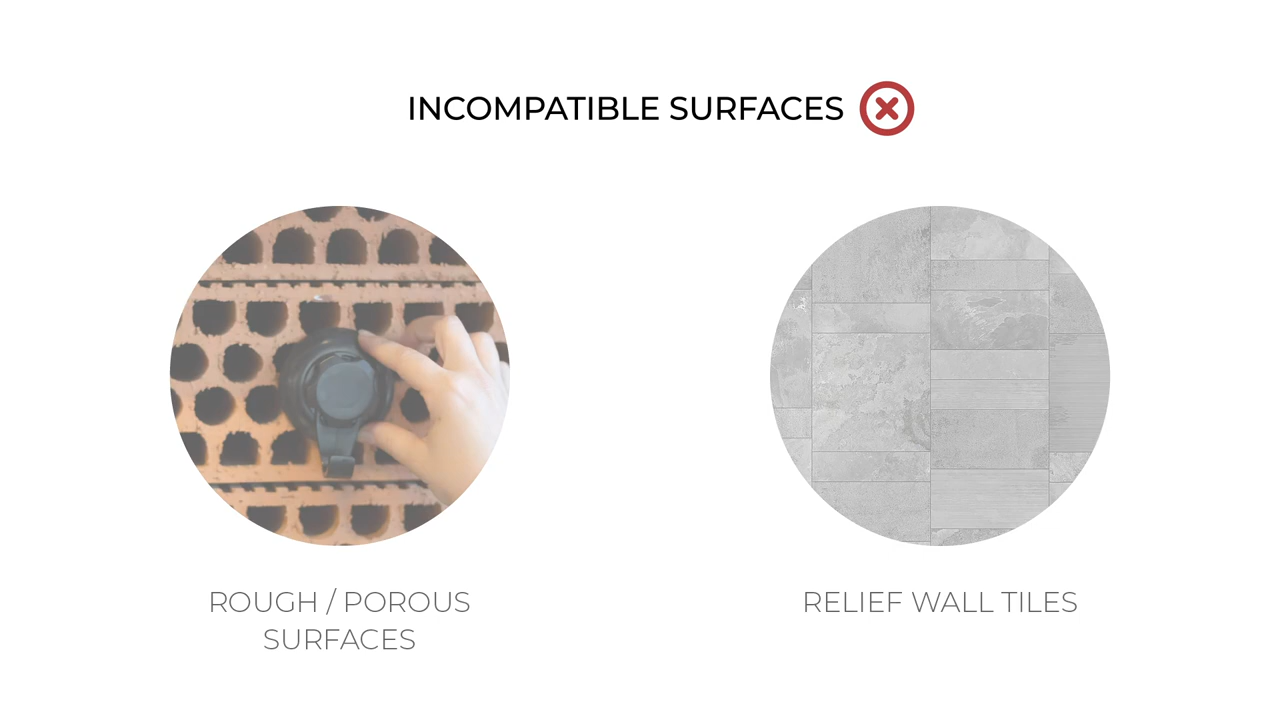 INCOMPATIBLE SURFACES
ROUGH / POROUS
SURFACES
RELIEF WALL TILES